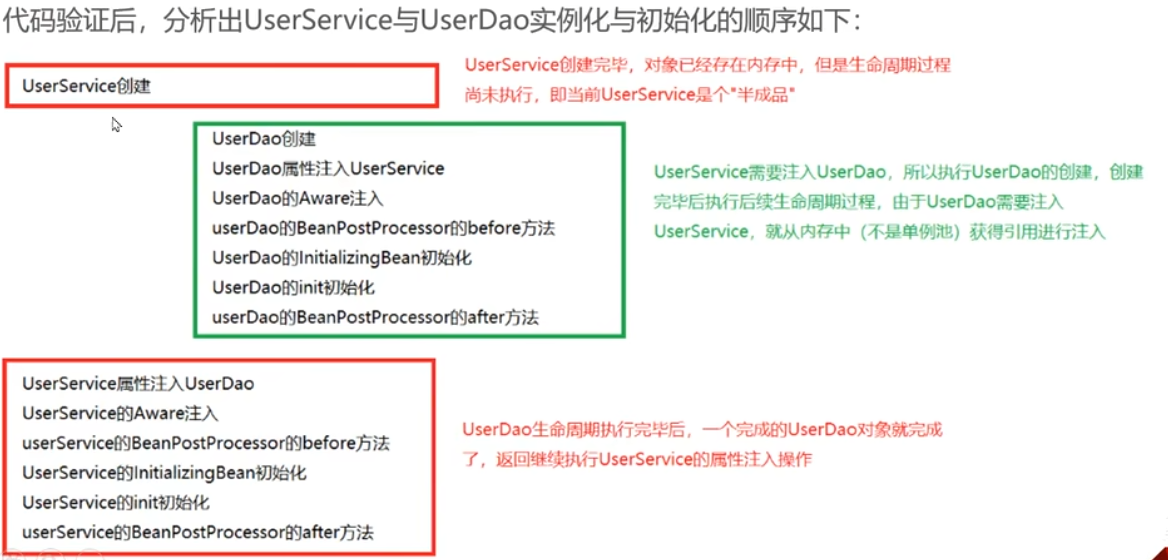 代码验证后，分析出UserService与UserDao实例化与初始化的顺序如下：
UserService创建
UserService创建完毕，对象已经存在内存中，但是生命周期过程
尚未执行，即当前UserService是个"半成品"
UserDao创建
UserDao属性注入UserService
UserDao的Aware注入
userDao的BeanPostProcessor的before方法
UserDao的InitializingBean初始化
UserDao的init初始化
userDao的BeanPostProcessor的after方法
UserService需要注入UserDao，所以执行UserDao的创建，创建
完毕后执行后续生命周期过程，由于UserDao需要注入
UserService，就从内存中（不是单例池）获得引用进行注入
UserService属性注入UserDao
UserService的Aware注入
userService的BeanPostProcessor的before方法
UserService的InitializingBean初始化
UserService的init初始化
userService的BeanPostProcessor的after方法
UserDao生命周期执行完毕后，一个完成的UserDao对象就完成
了，返回继续执行UserService的属性注入操作